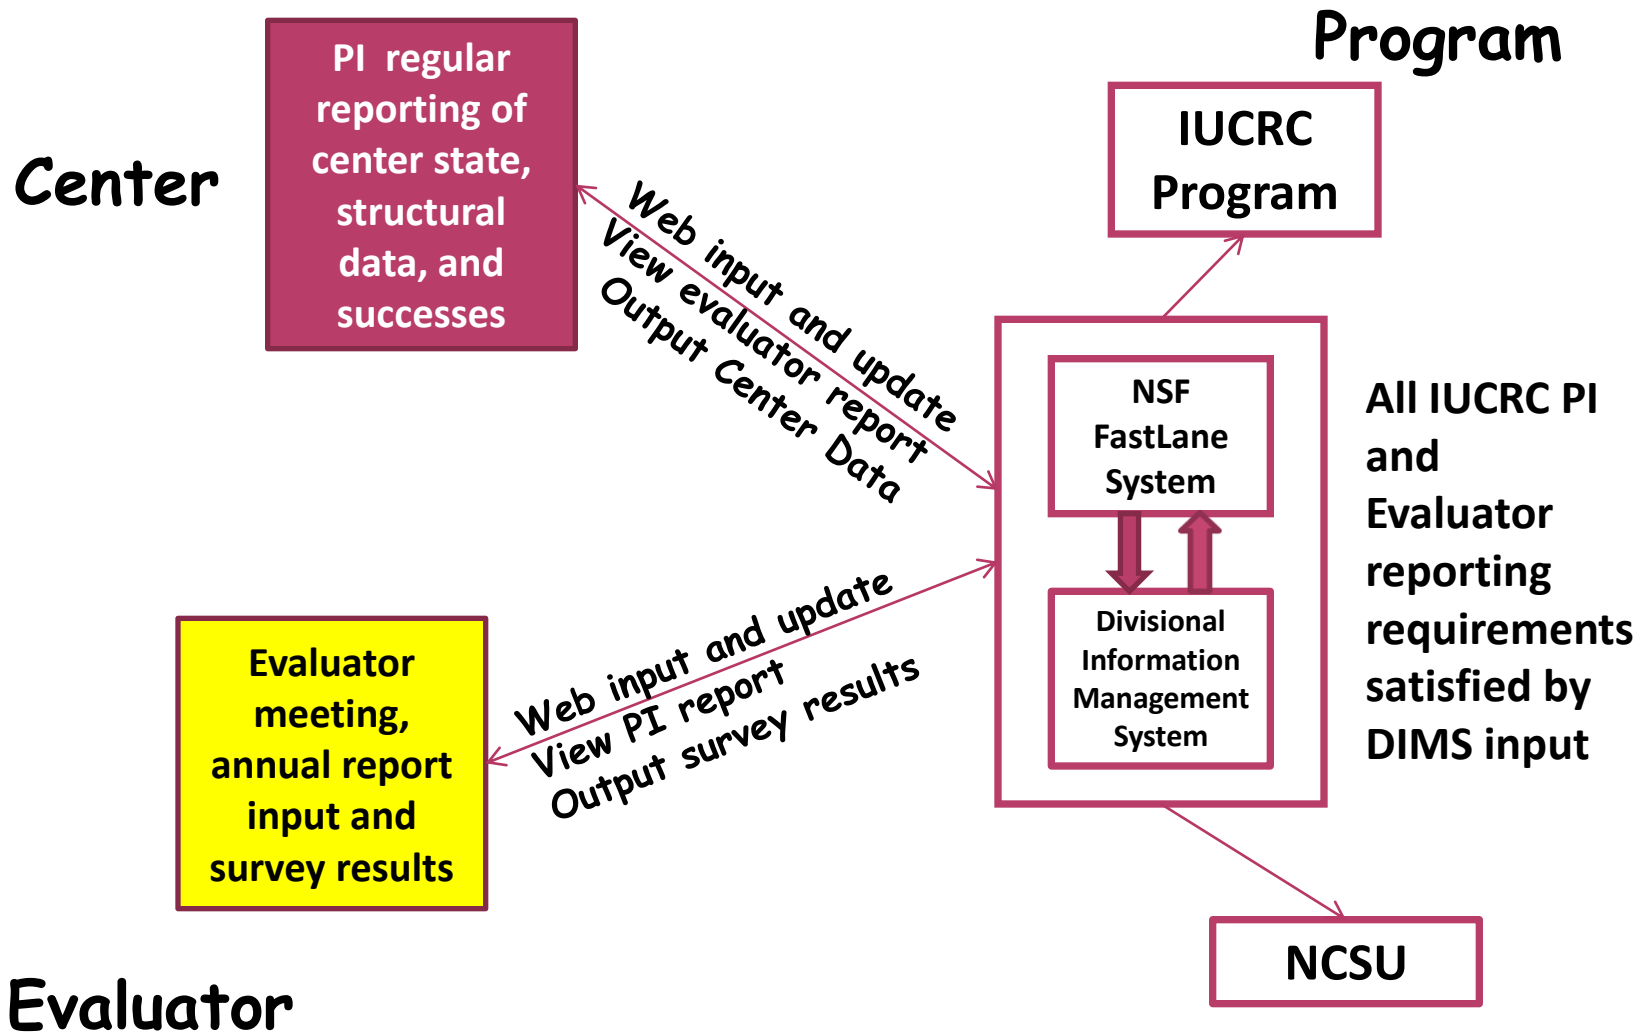 Program
Center
PI regular
reporting of
center state,
structural
data, and
successes
IUCRC
Program
Web input and update
View evaluator report
Output Center Data
NSF
FastLane
System
Divisional
Information
Management
System
All IUCRC PI
and
Evaluator
reporting
requirements
satisfied by
DIMS input
Web input and update
View PI report
Output survey results
Evaluator
meeting,
annual report
input and
survey results
NCSU
Evaluator